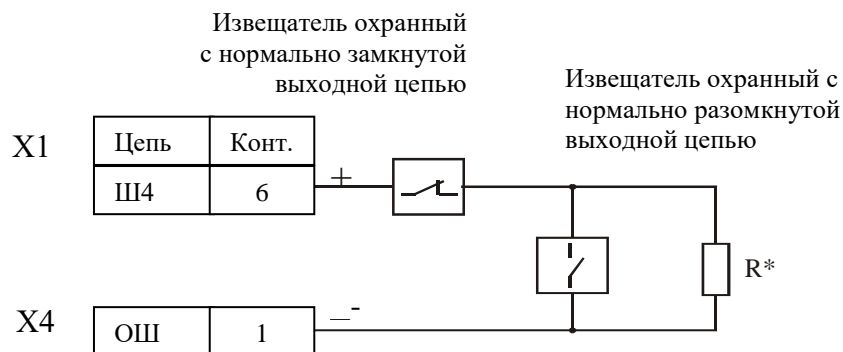 Извещатель охранный
с нормально замкнутой
выходной цепью
Извещатель охранный с
нормально разомкнутой
выходной цепью
X1
Цепь Конт.
Ш4 6 +
R*
X4
ОШ 1 -